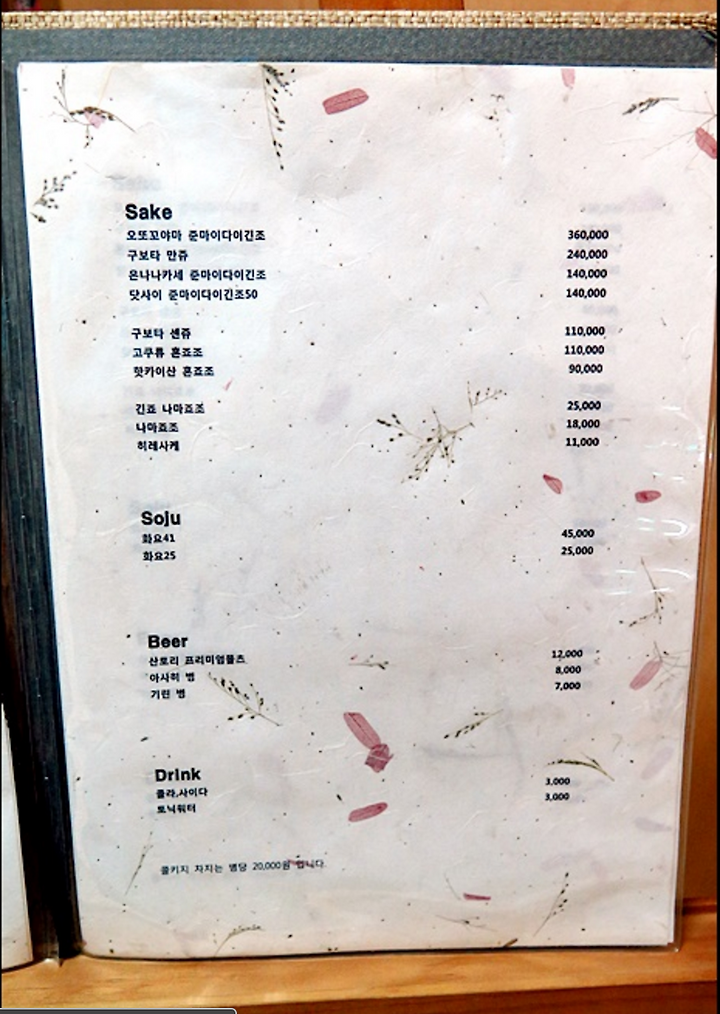 Sake
오또꼬야마 준마이다이긴조 360,000
구보타 만쥬 240,000
온나나카세 준마이다이긴조 140,000
닷사이 준마이다이긴조50 140,000
구보타 센쥬 110,000
고쿠류 혼죠조 110,000
핫카이산 혼죠조 90,000
긴죠 나마죠조 25,000
나마죠조 18,000
히레사케 11,000
Soju
화요41 45,000
화요25 25,000
Beer
산토리 프리미엄몰츠 12,000
아사히 병 8,000
기린 병 7,000
Drink
콜라,사이다 3,000
토닉워터 3,000
콜키지 차지는 병당 20,000원 입니다.